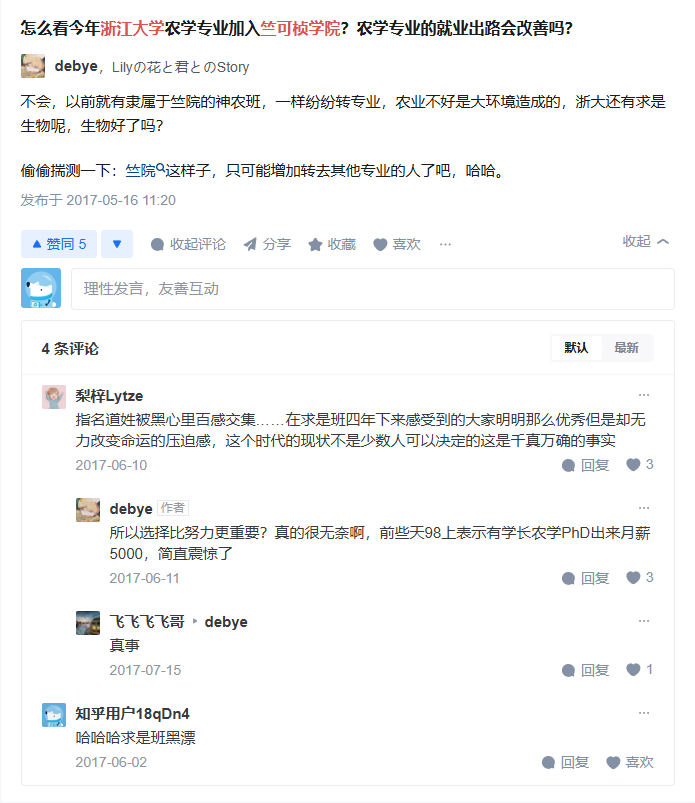 怎么看今年浙江大学农学专业加入竺可桢学院？农学专业的就业出路会改善吗？
debye，Lilyの花と君とのStory
不会，以前就有隶属于竺院的神农班，一样纷纷转专业，农业不好是大环境造成的，浙大还有求是
生物呢，生物好了吗？
偷偷揣测一下：竺院这样子，只可能增加转去其他专业的人了吧，哈哈。
发布于 2017-05-16 11:20
赞同 5 收起评论 分享 收藏 喜欢 ··· 收起
理性发言，友善互动
4 条评论 默认 最新
梨梓Lytze ···
指名道姓被黑心里百感交集……在求是班四年下来感受到的大家明明那么优秀但是却无
力改变命运的压迫感，这个时代的现状不是少数人可以决定的这是千真万确的事实
2017-06-10 回复 3
debye 作者 ···
所以选择比努力更重要？真的很无奈啊，前些天98上表示有学长农学PhD出来月薪
5000，简直震惊了
2017-06-11 回复 3
飞飞飞飞哥 debye ···
真事
2017-07-15 回复 1
知乎用户18qDn4 ···
哈哈哈求是班黑漂
2017-06-02 回复 喜欢